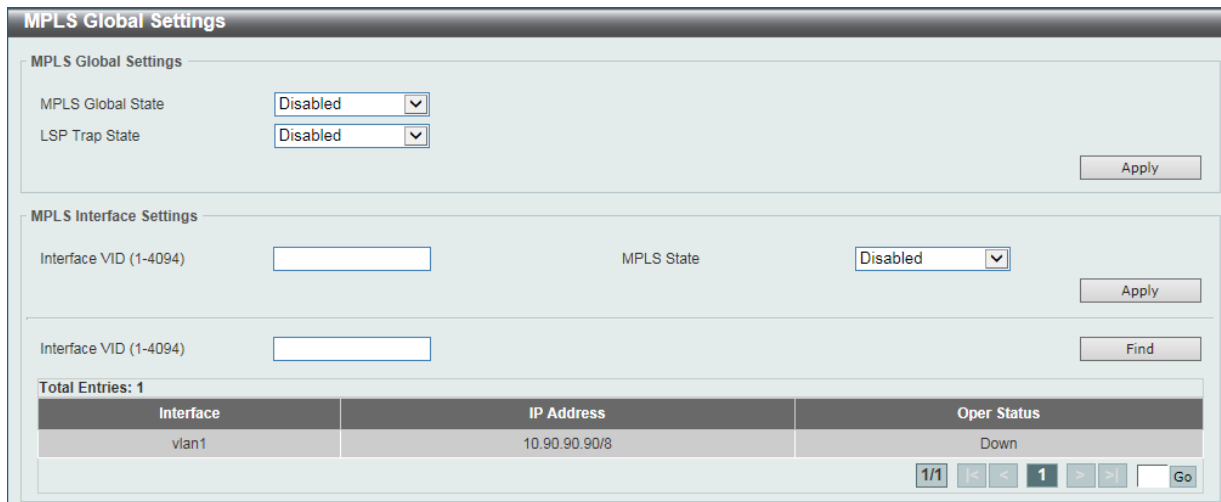 MPLS Global Settings
MPLS Global Settings
MPLS Global State Disabled
LSP Trap State Disabled
Apply
MPLS Interface Settings
Interface VID (1-4094) MPLS State Disabled
Apply
Interface VID (1-4094) Find
Total Entries: 1
Interface IP Address Oper Status
vlan1 10.90.90.90/8 Down
1/1 |< < 1 > >| Go